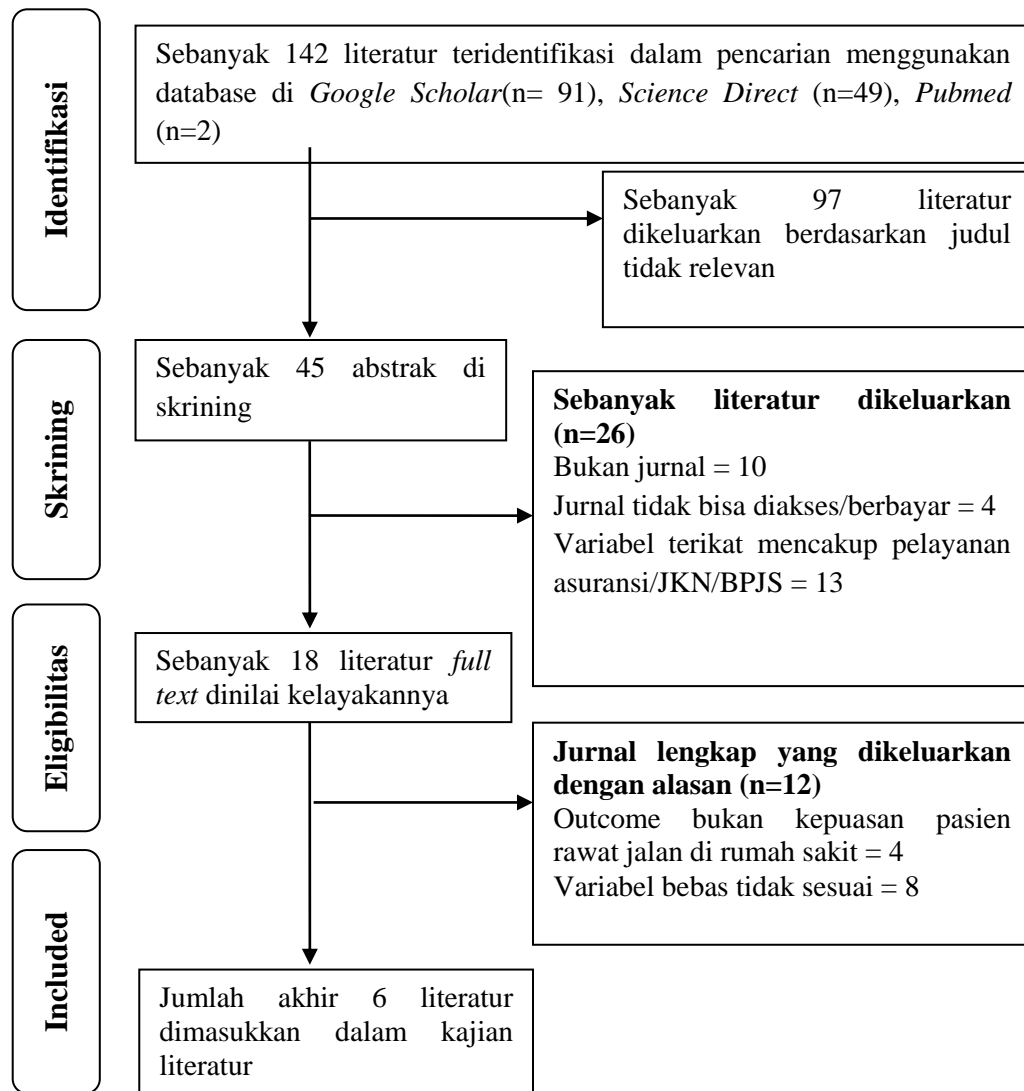 Identifikasi
Sebanyak 142 literatur teridentifikasi dalam pencarian menggunakan
database di Google Scholar(n= 91), Science Direct (n=49), Pubmed
(n=2)
Sebanyak 97 literatur
dikeluarkan berdasarkan judul
tidak relevan
Skrining
Sebanyak 45 abstrak di
skrining
Sebanyak literatur dikeluarkan
(n=26)
Bukan jurnal = 10
Jurnal tidak bisa diakses/berbayar = 4
Variabel terikat mencakup pelayanan
asuransi/JKN/BPJS = 13
Eligibilitas
Sebanyak 18 literatur full
text dinilai kelayakannya
Jurnal lengkap yang dikeluarkan
dengan alasan (n=12)
Outcome bukan kepuasan pasien
rawat jalan di rumah sakit = 4
Variabel bebas tidak sesuai = 8
Included
Jumlah akhir 6 literatur
dimasukkan dalam kajian
literatur